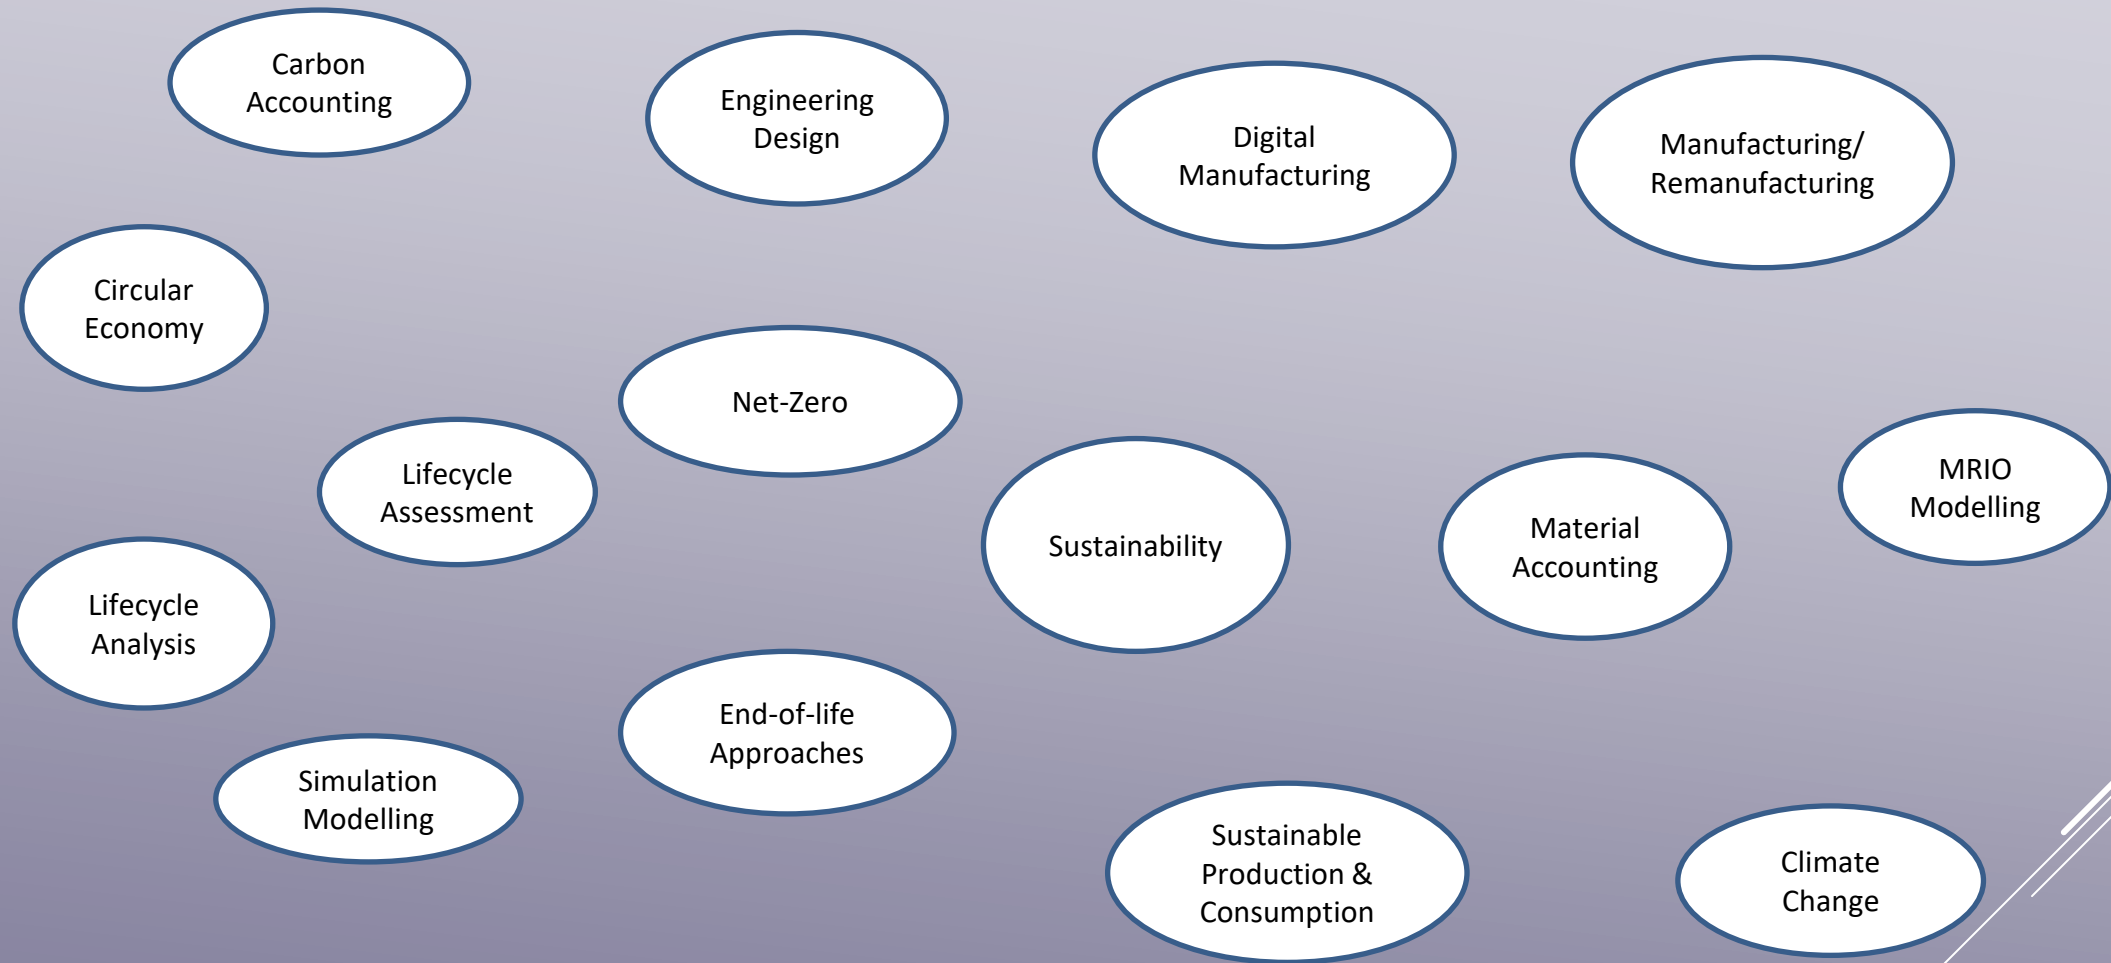 Carbon
Accounting
Engineering
Design
Digital
Manufacturing
Manufacturing/
Remanufacturing
Circular
Economy
Net-Zero
Lifecycle
Assessment
Sustainability
Material
Accounting
MRIO
Modelling
Lifecycle
Analysis
End-of-life
Approaches
Simulation
Modelling
Sustainable
Production &
Consumption
Climate
Change